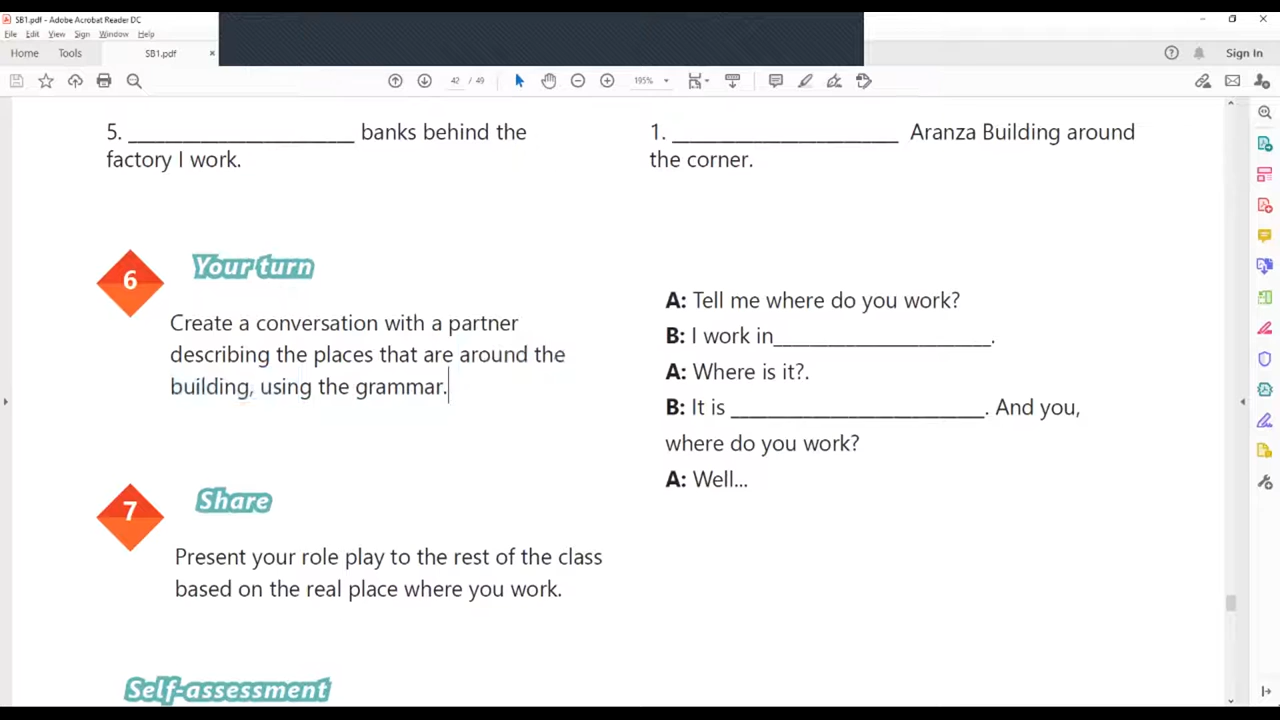 SB1.pdf - Adobe Acrobat Reader DC
File Edit View Sign Window Help
Home Tools SB1.pdf × Sign In
42 / 49 195%
5. ____________________ banks behind the
factory I work.
1. ____________________ Aranza Building around
the corner.
6 Your turn
Create a conversation with a partner
describing the places that are around the
building, using the grammar.
A: Tell me where do you work?
B: I work in____________________.
A: Where is it?.
B: It is ______________________. And you,
where do you work?
A: Well...
7 Share
Present your role play to the rest of the class
based on the real place where you work.
Self-assessment